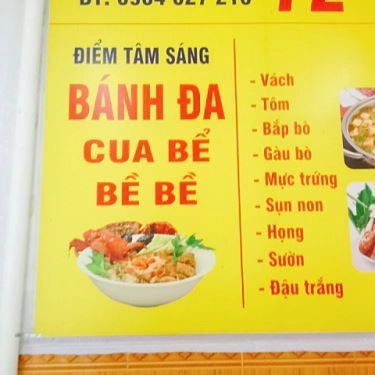 ĐIỂM TÂM SÁNG
BÁNH ĐA
CUA BỂ
BỀ BỀ
- Vách
- Tôm
- Bắp bò
- Gàu bò
- Mực trứng
- Sụn non
- Họng
- Sườn
- Đậu trắng